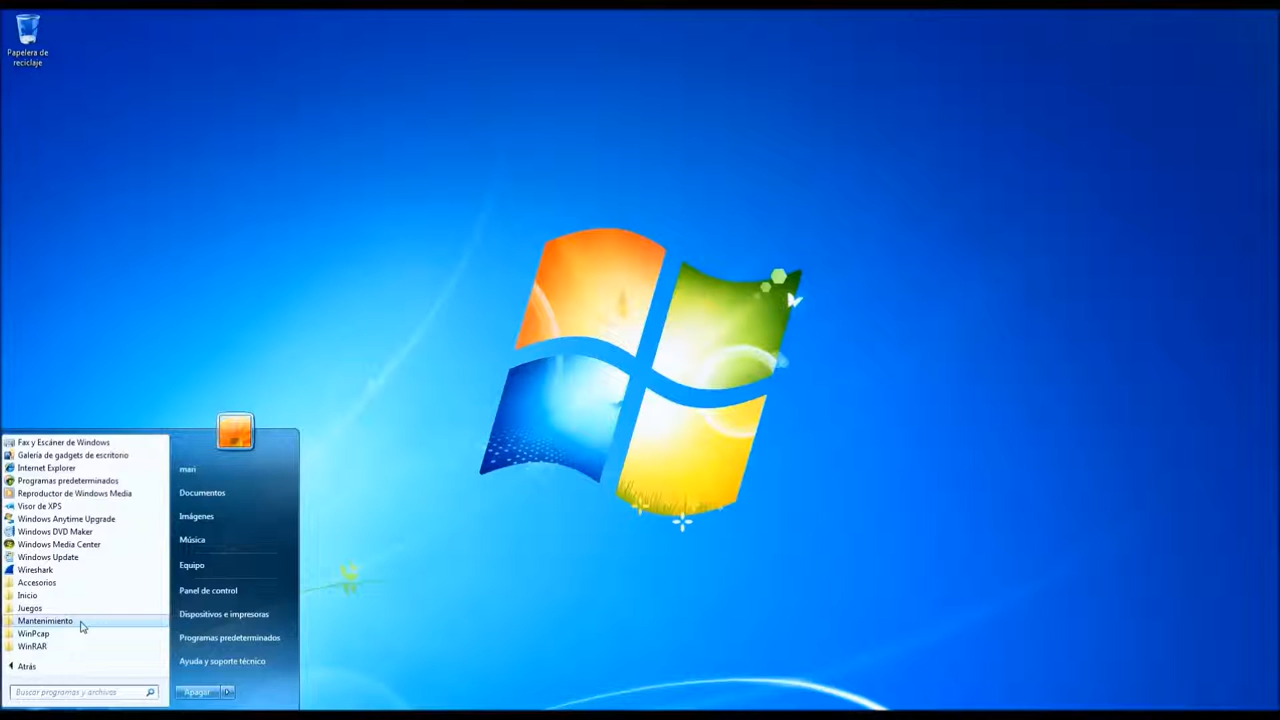 Papelera de
reciclaje
Fax y Escáner de Windows
Galería de gadgets de escritorio
Internet Explorer
Programas predeterminados
Reproductor de Windows Media
Visor de XPS
Windows Anytime Upgrade
Windows DVD Maker
Windows Media Center
Windows Update
Wireshark
Accesorios
Inicio
Juegos
Mantenimiento
WinPcap
WinRAR
Atrás
Buscar programas y archivos
mari
Documentos
Imágenes
Música
Equipo
Panel de control
Dispositivos e impresoras
Programas predeterminados
Ayuda y soporte técnico
Apagar